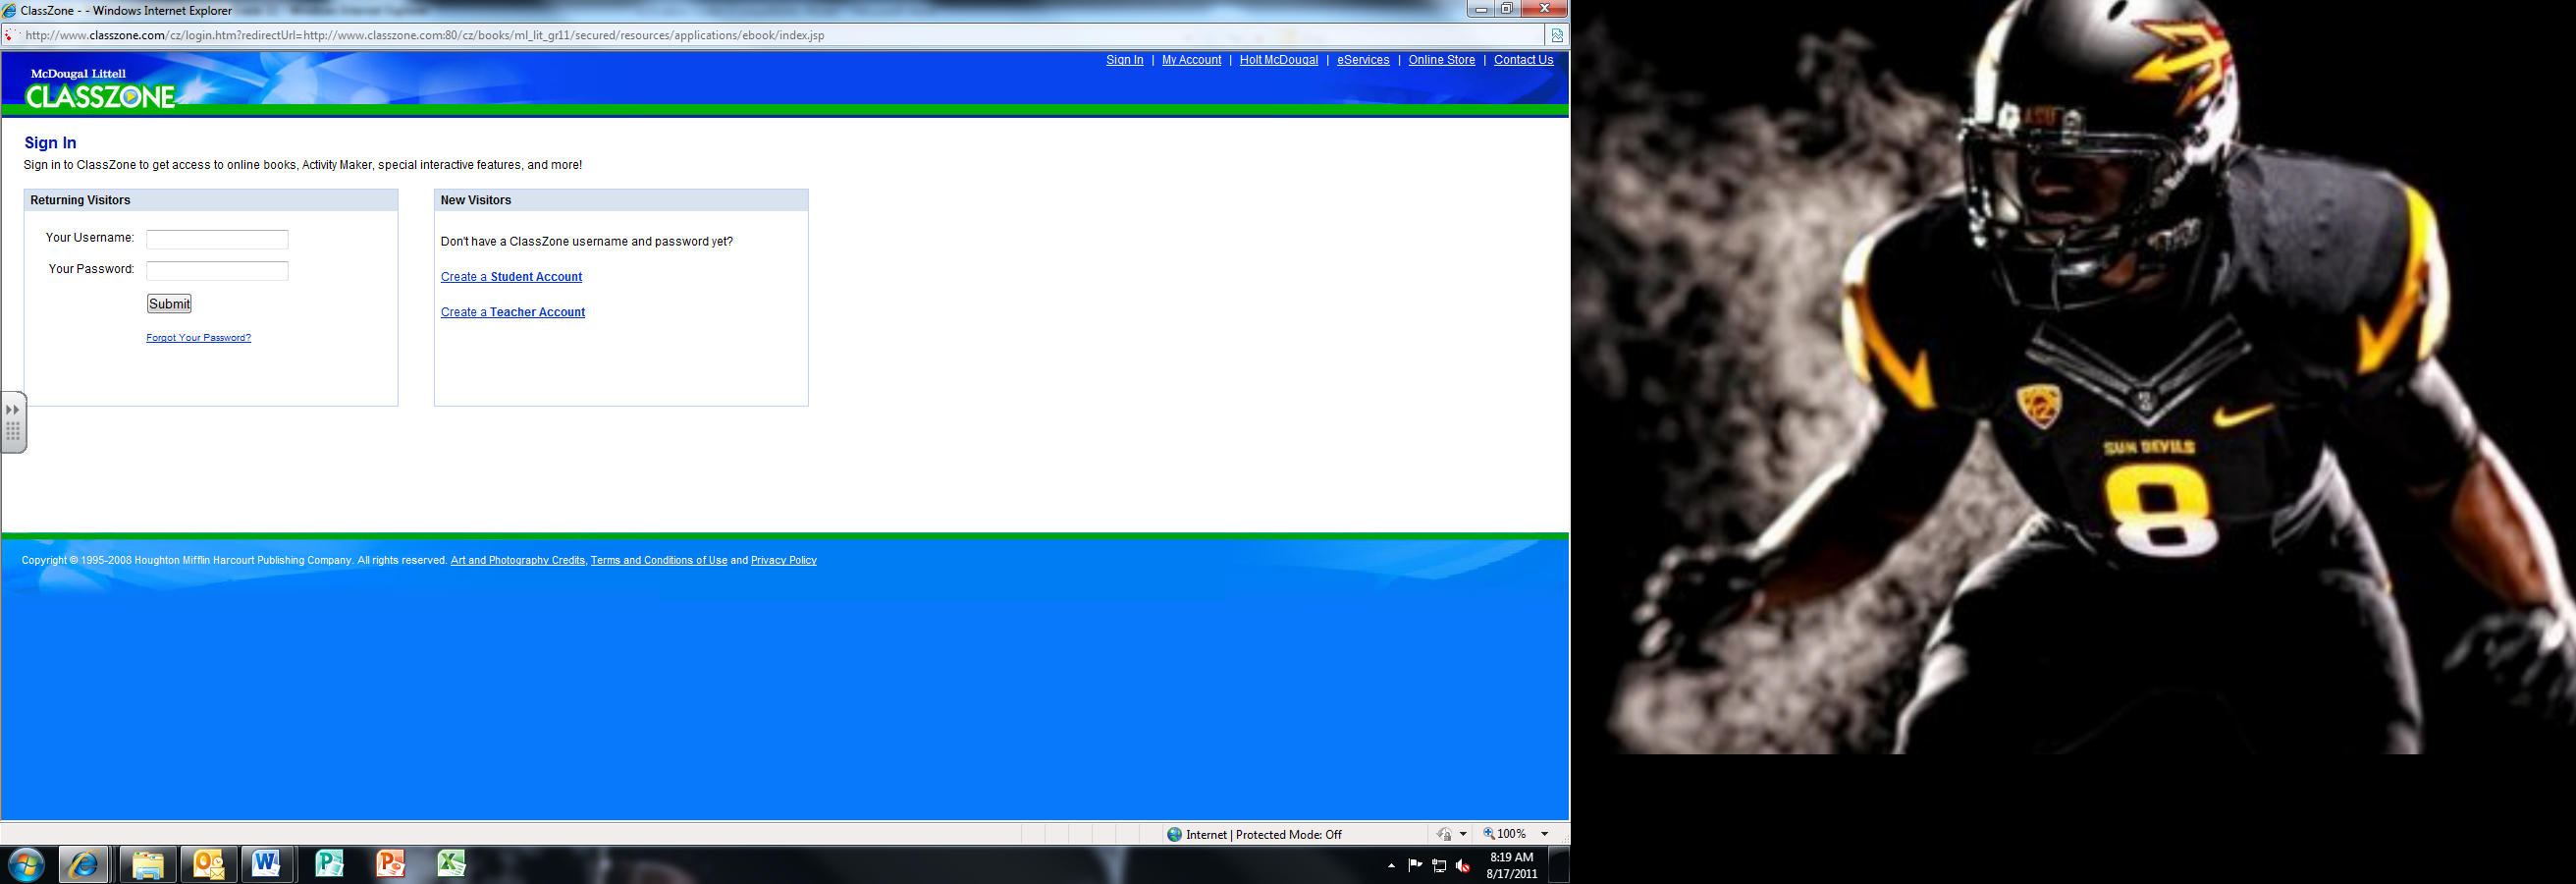 ClassZone - - Windows Internet Explorer
http://www.classzone.com/cz/login.htm?redirectUrl=http://www.classzone.com:80/cz/books/ml_lit_gr11/secured/resources/applications/ebook/index.jsp
Sign In | My Account | Holt McDougal | eServices | Online Store | Contact Us
McDougal Littell
CLASSZONE
Sign In
Sign in to ClassZone to get access to online books, Activity Maker, special interactive features, and more!
Returning Visitors
Your Username:
Your Password:
Submit
Forgot Your Password?
New Visitors
Don't have a ClassZone username and password yet?
Create a Student Account
Create a Teacher Account
Copyright © 1995-2008 Houghton Mifflin Harcourt Publishing Company. All rights reserved. Art and Photography Credits, Terms and Conditions of Use and Privacy Policy
Internet | Protected Mode: Off
100%
8:19 AM
8/17/2011
ASU
12
SUN DEVILS
8